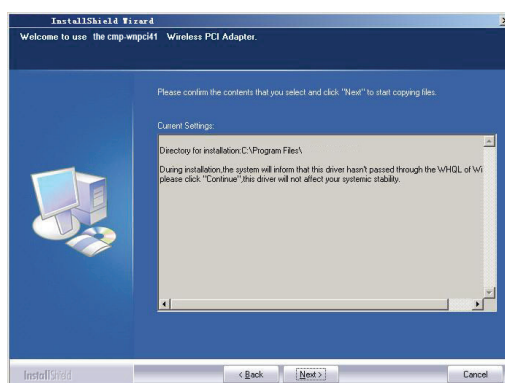 InstallShield Wizard
Welcome to use the cmp-wnpci41 Wireless PCI Adapter.
Please confirm the contents that you select and click "Next" to start copying files.
Current Settings:
Directory for installation:C:\Program Files\
During installation,the system will inform that this driver hasn't passed through the WHQL of Wi
please click "Continue",this driver will not affect your systemic stability.
InstallShield
< Back Next > Cancel